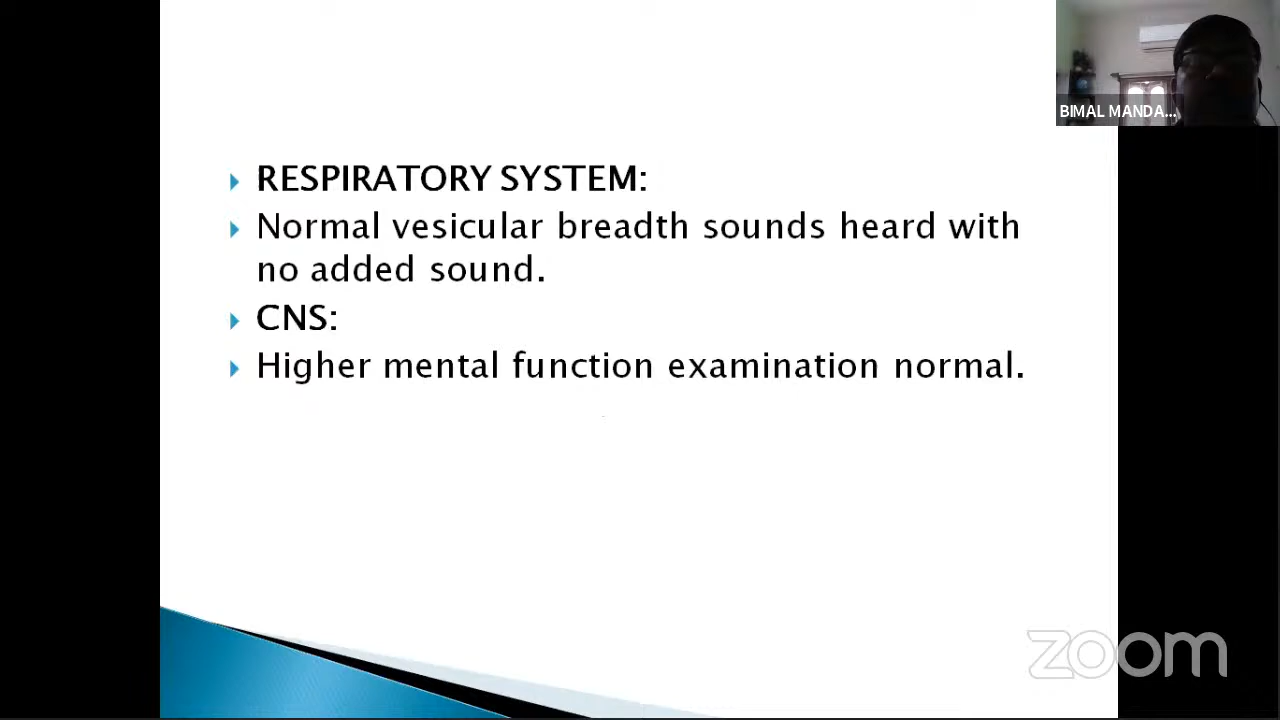 BIMAL MANDA...
RESPIRATORY SYSTEM:
Normal vesicular breadth sounds heard with
no added sound.
CNS:
Higher mental function examination normal.
zoom